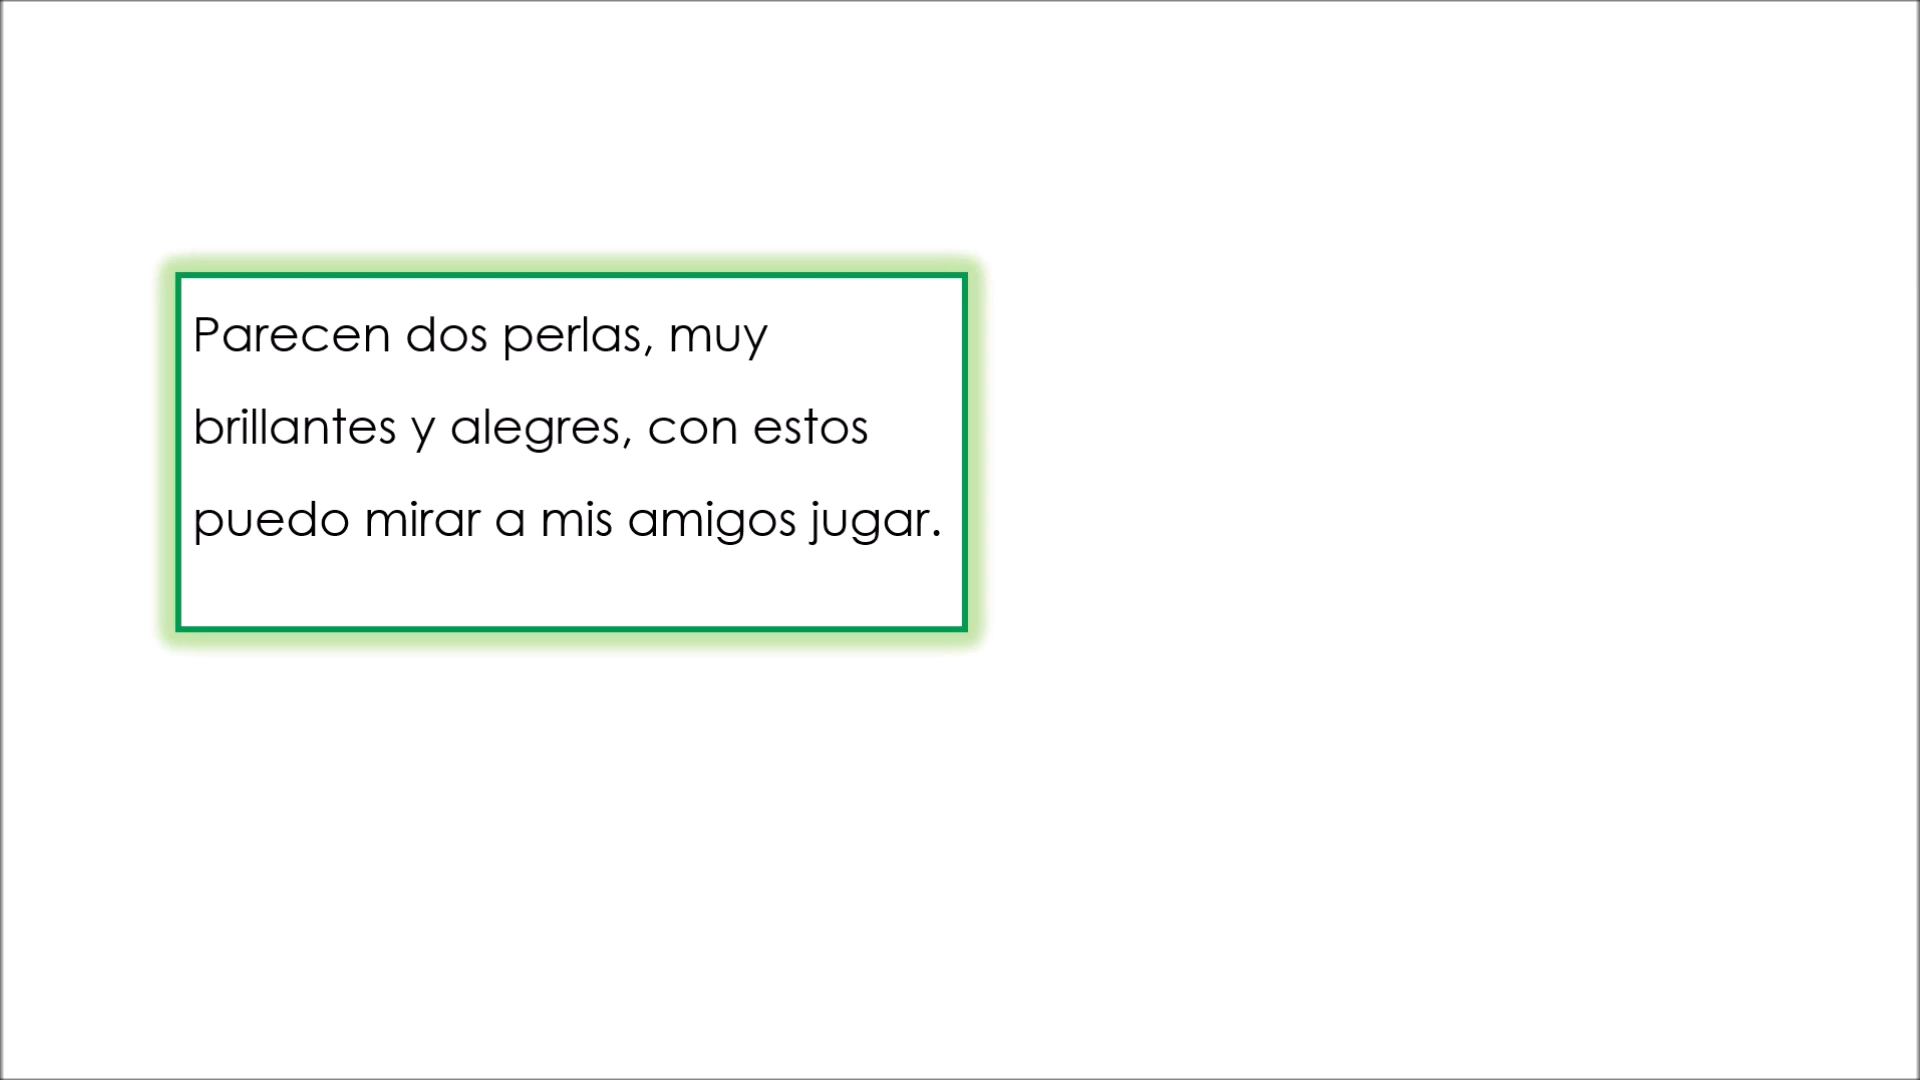 Parecen dos perlas, muy
brillantes y alegres, con estos
puedo mirar a mis amigos jugar.